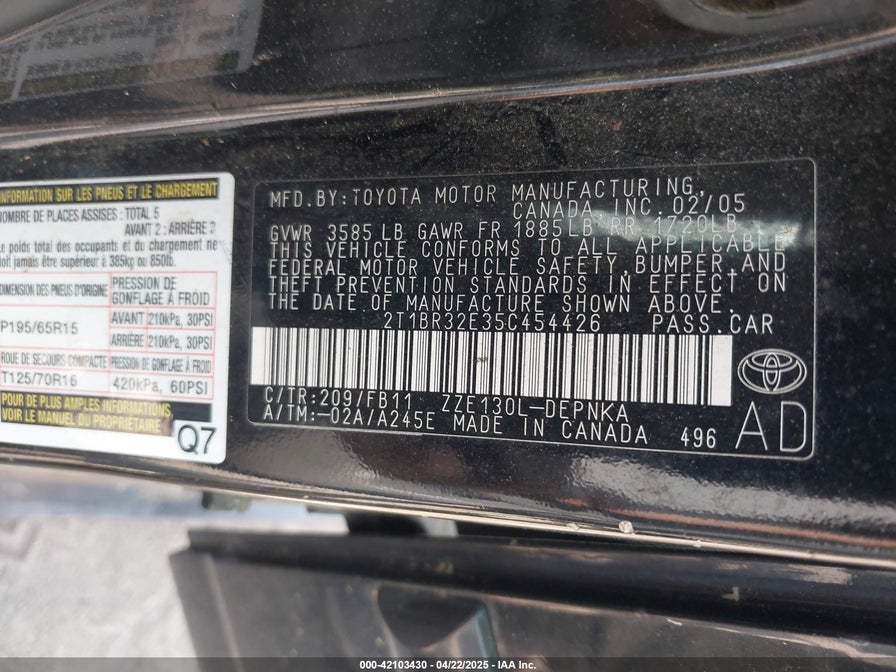 INFORMATION SUR LES PNEUS ET LE CHARGEMENT
NOMBRE DE PLACES ASSISES : TOTAL 5
AVANT 2 : ARRIÈRE 3
Le poids total des occupants et du chargement ne
doit jamais être supérieur à 385kg ou 850lb.
DIMENSION DES PNEUS D'ORIGINE
PRESSION DE
GONFLAGE À FROID
P195/65R15
AVANT 210kPa, 30PSI
ARRIÈRE 210kPa, 30PSI
ROUE DE SECOURS COMPACTE
PRESSION DE GONFLAGE À FROID
T125/70R16
420kPa, 60PSI
POUR DE PLUS AMPLES INFORMATIONS,
VOIR LE MANUEL DU PROPRIÉTAIRE
Q7
MFD.BY:TOYOTA MOTOR MANUFACTURING,
CANADA INC. 02/05
GVWR 3585 LB GAWR FR 1885LB RR 1720LB
THIS VEHICLE CONFORMS TO ALL APPLICABLE
FEDERAL MOTOR VEHICLE SAFETY,BUMPER,AND
THEFT PREVENTION STANDARDS IN EFFECT ON
THE DATE OF MANUFACTURE SHOWN ABOVE.
2T1BR32E35C454426 PASS.CAR
C/TR:209/FB11 ZZE130L-DEPNKA
A/TM:-02A/A245E MADE IN CANADA 496
AD
000-42103430 - 04/22/2025 - IAA Inc.